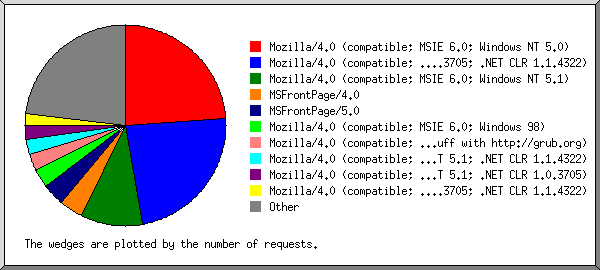 Mozilla/4.0 (compatible; MSIE 6.0; Windows NT 5.0)
Mozilla/4.0 (compatible; ....3705; .NET CLR 1.1.4322)
Mozilla/4.0 (compatible; MSIE 6.0; Windows NT 5.1)
MSFrontPage/4.0
MSFrontPage/5.0
Mozilla/4.0 (compatible; MSIE 6.0; Windows 98)
Mozilla/4.0 (compatible; ...uff with http://grub.org)
Mozilla/4.0 (compatible; ...T 5.1; .NET CLR 1.1.4322)
Mozilla/4.0 (compatible; ...T 5.1; .NET CLR 1.0.3705)
Mozilla/4.0 (compatible; ....3705; .NET CLR 1.1.4322)
Other
The wedges are plotted by the number of requests.